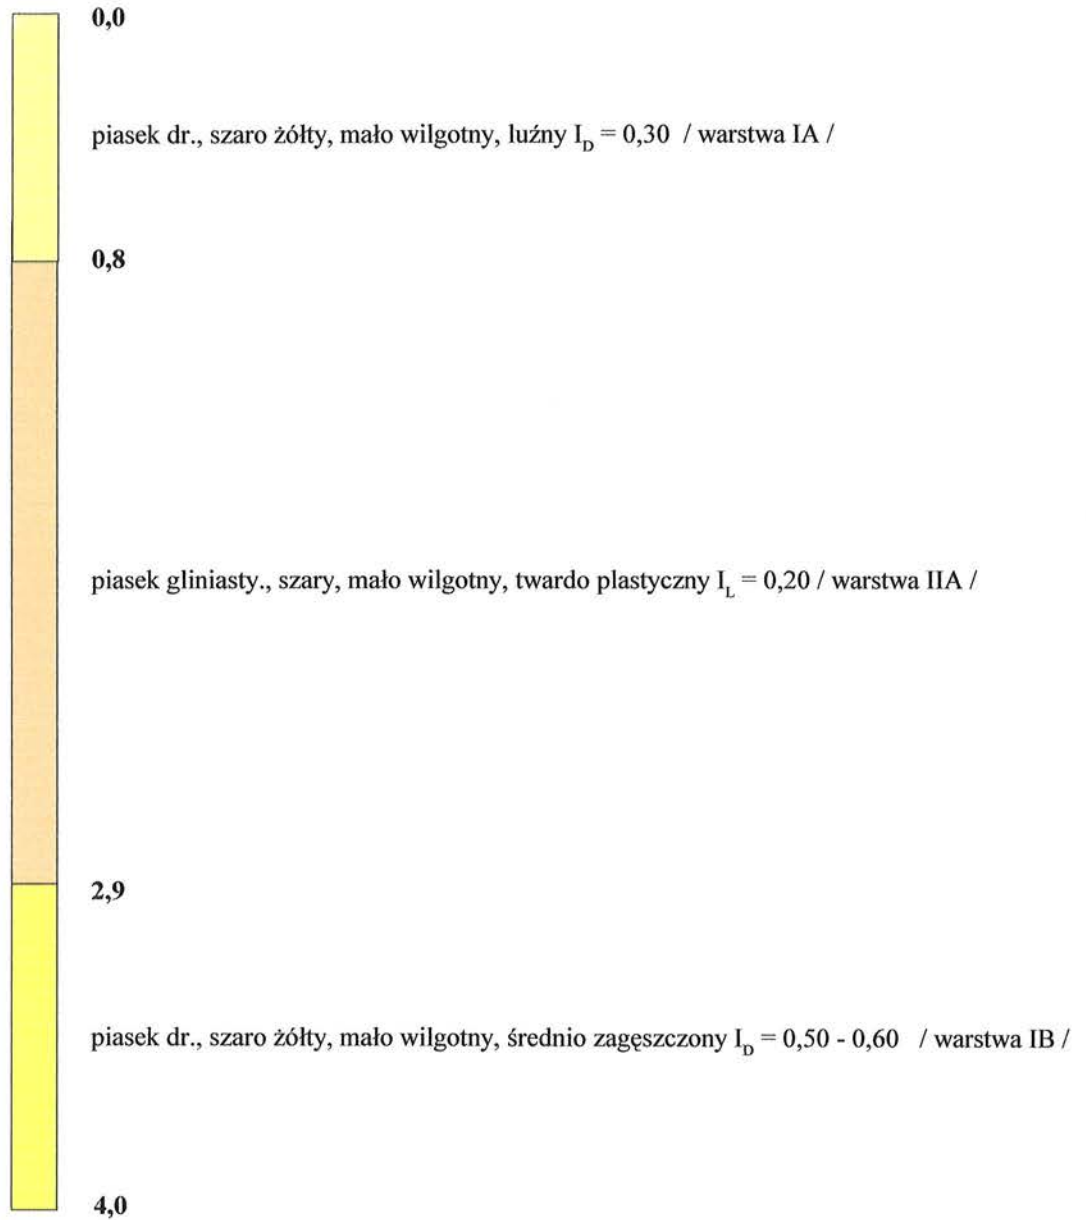 0,0
piasek dr., szaro żółty, mało wilgotny, luźny I_D = 0,30 / warstwa IA /
0,8
piasek gliniasty., szary, mało wilgotny, twardo plastyczny I_L = 0,20 / warstwa IIA /
2,9
piasek dr., szaro żółty, mało wilgotny, średnio zagęszczony I_D = 0,50 - 0,60 / warstwa IB /
4,0